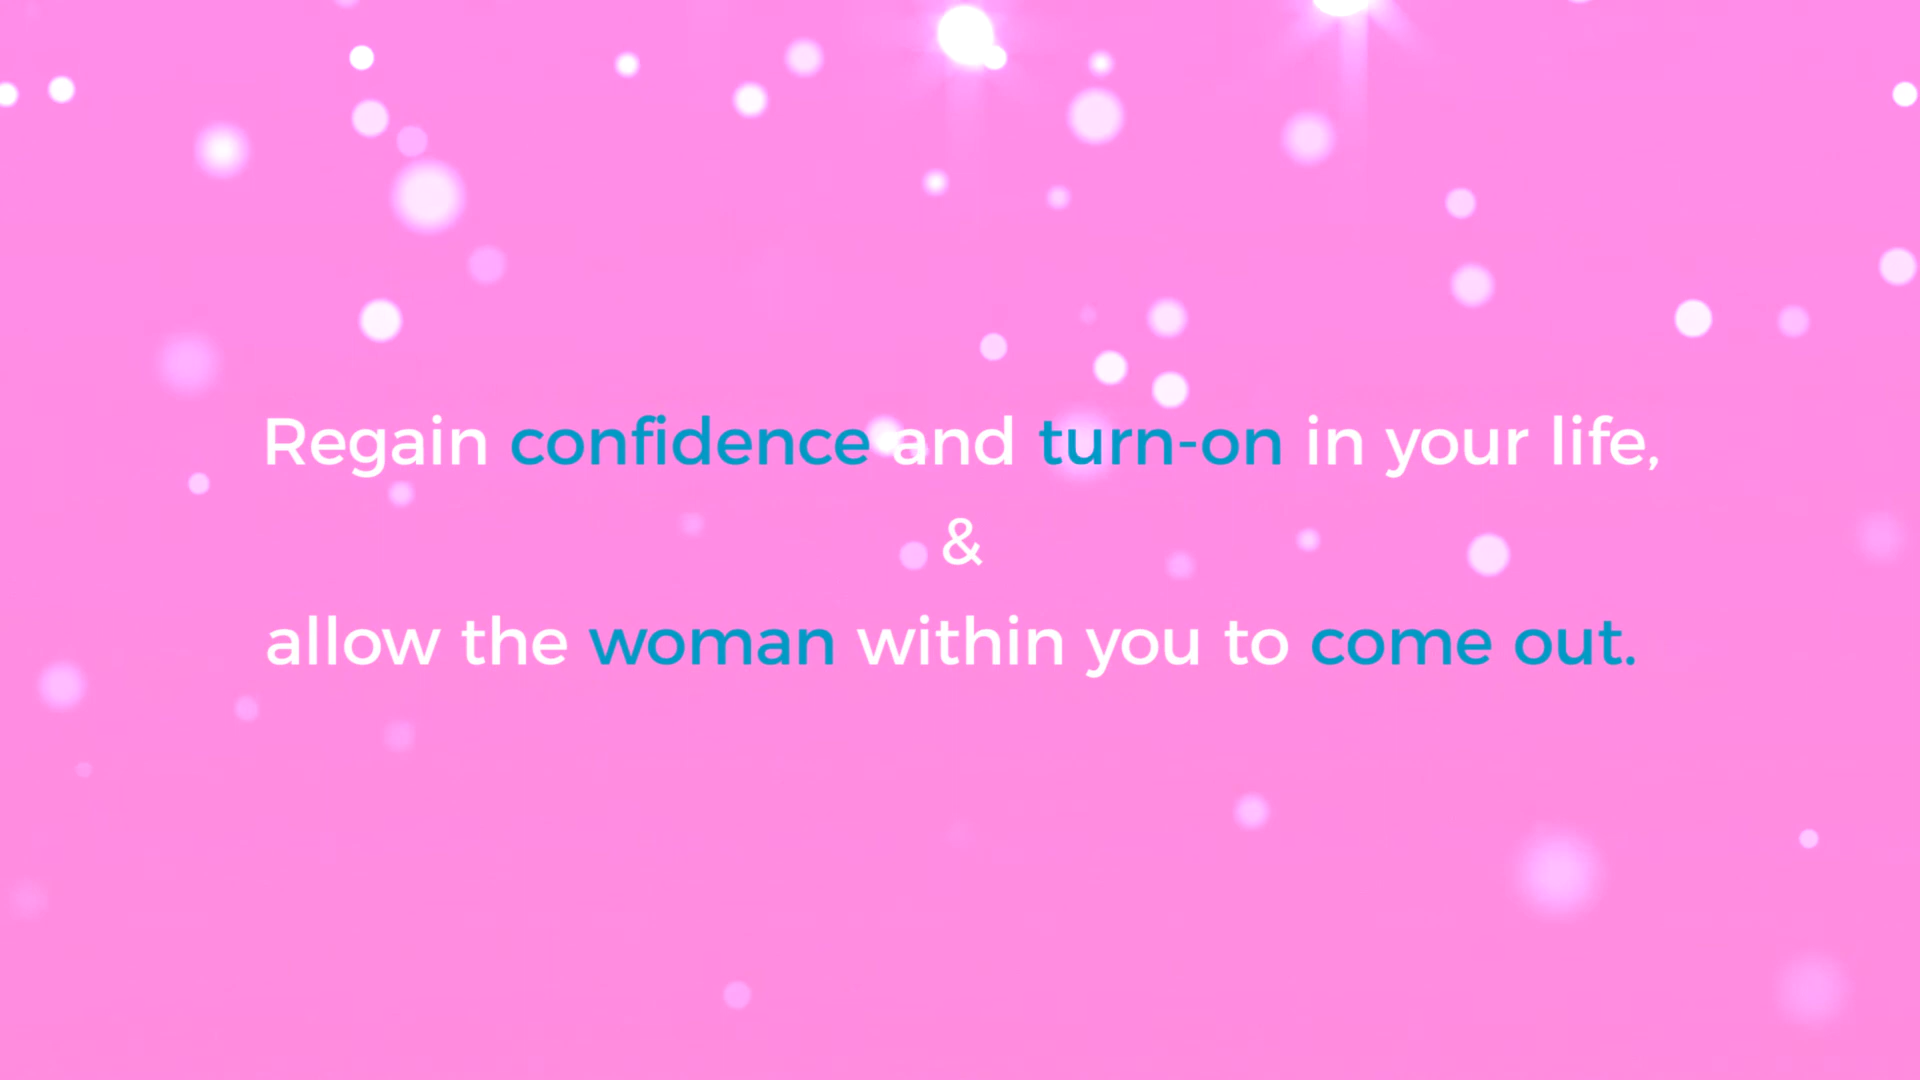 Regain confidence and turn-on in your life,
&
allow the woman within you to come out.